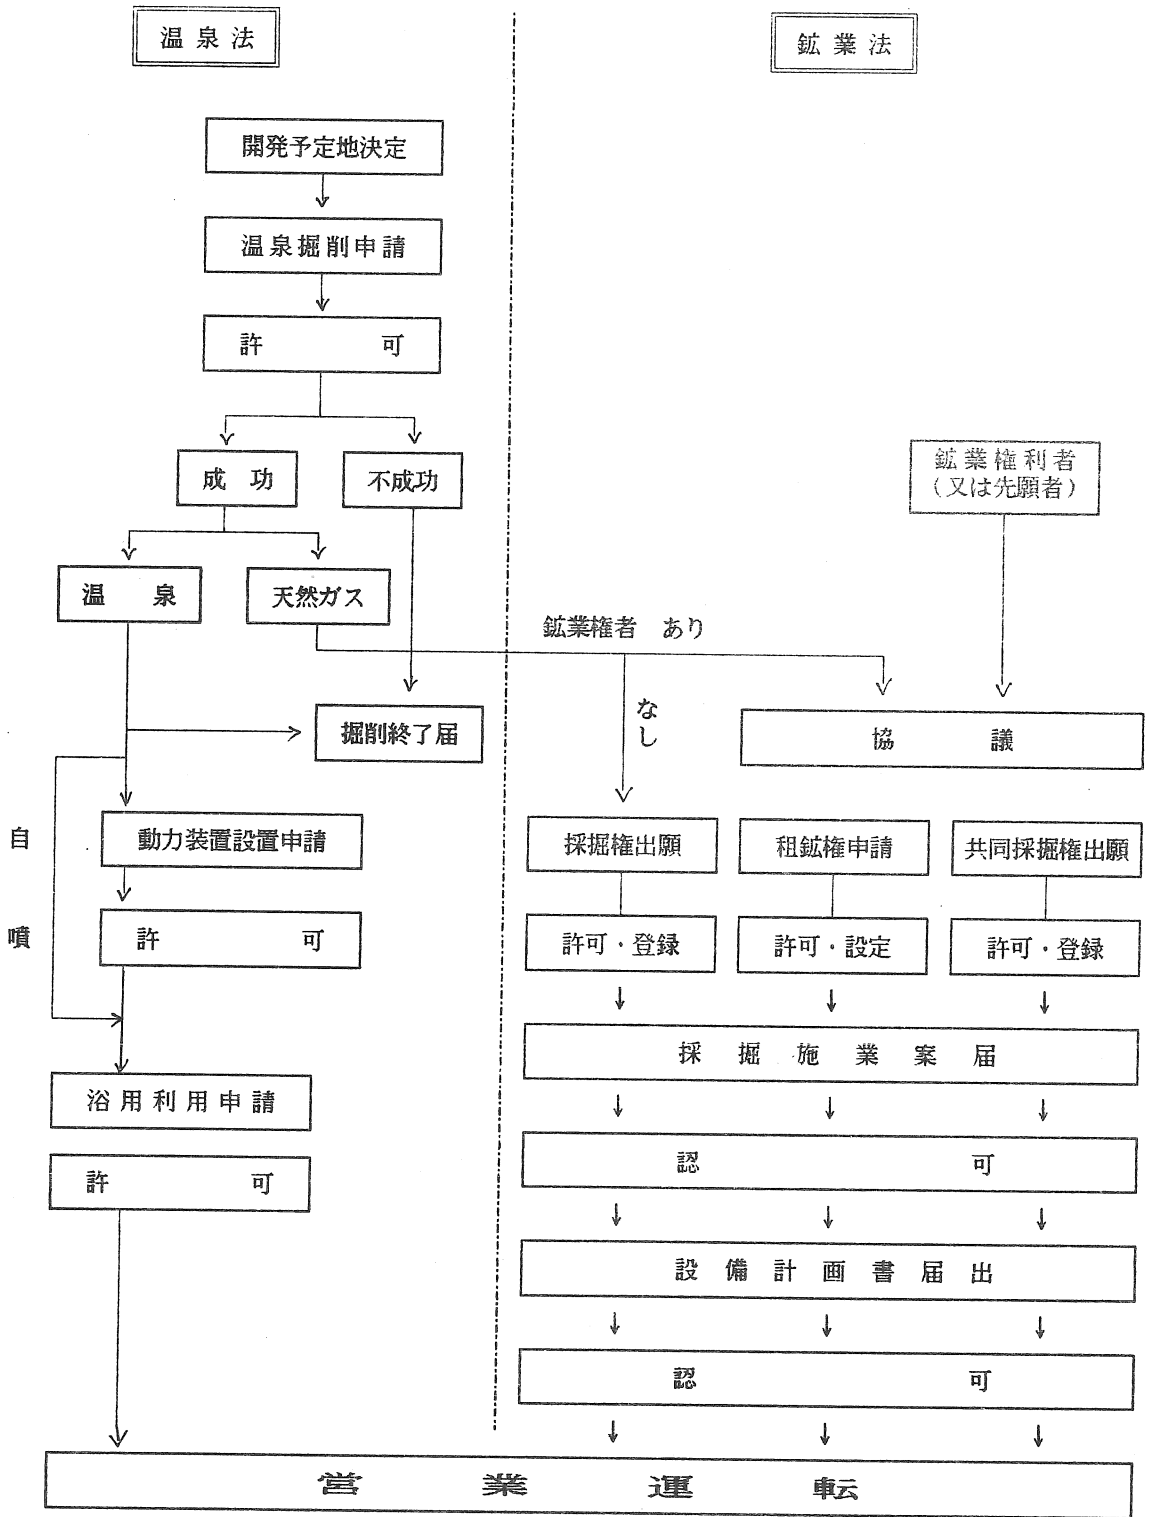 温泉法
鉱業法
開発予定地決定
温泉掘削申請
許可
成功
不成功
鉱業権利者
（又は先願者）
温泉
天然ガス
鉱業権者 あり
なし
掘削終了届
協議
自噴
動力装置設置申請
採掘権出願
租鉱権申請
共同採掘権出願
許可
許可・登録
許可・設定
許可・登録
採掘施業案届
浴用利用申請
許可
認可
設備計画書届出
認可
営業運転